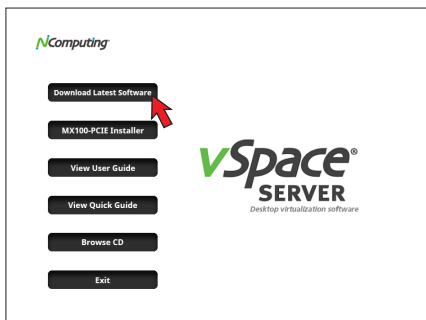 NComputing
Download Latest Software
MX100-PCIE Installer
View User Guide
View Quick Guide
Browse CD
Exit
vSpace®
SERVER
Desktop virtualization software